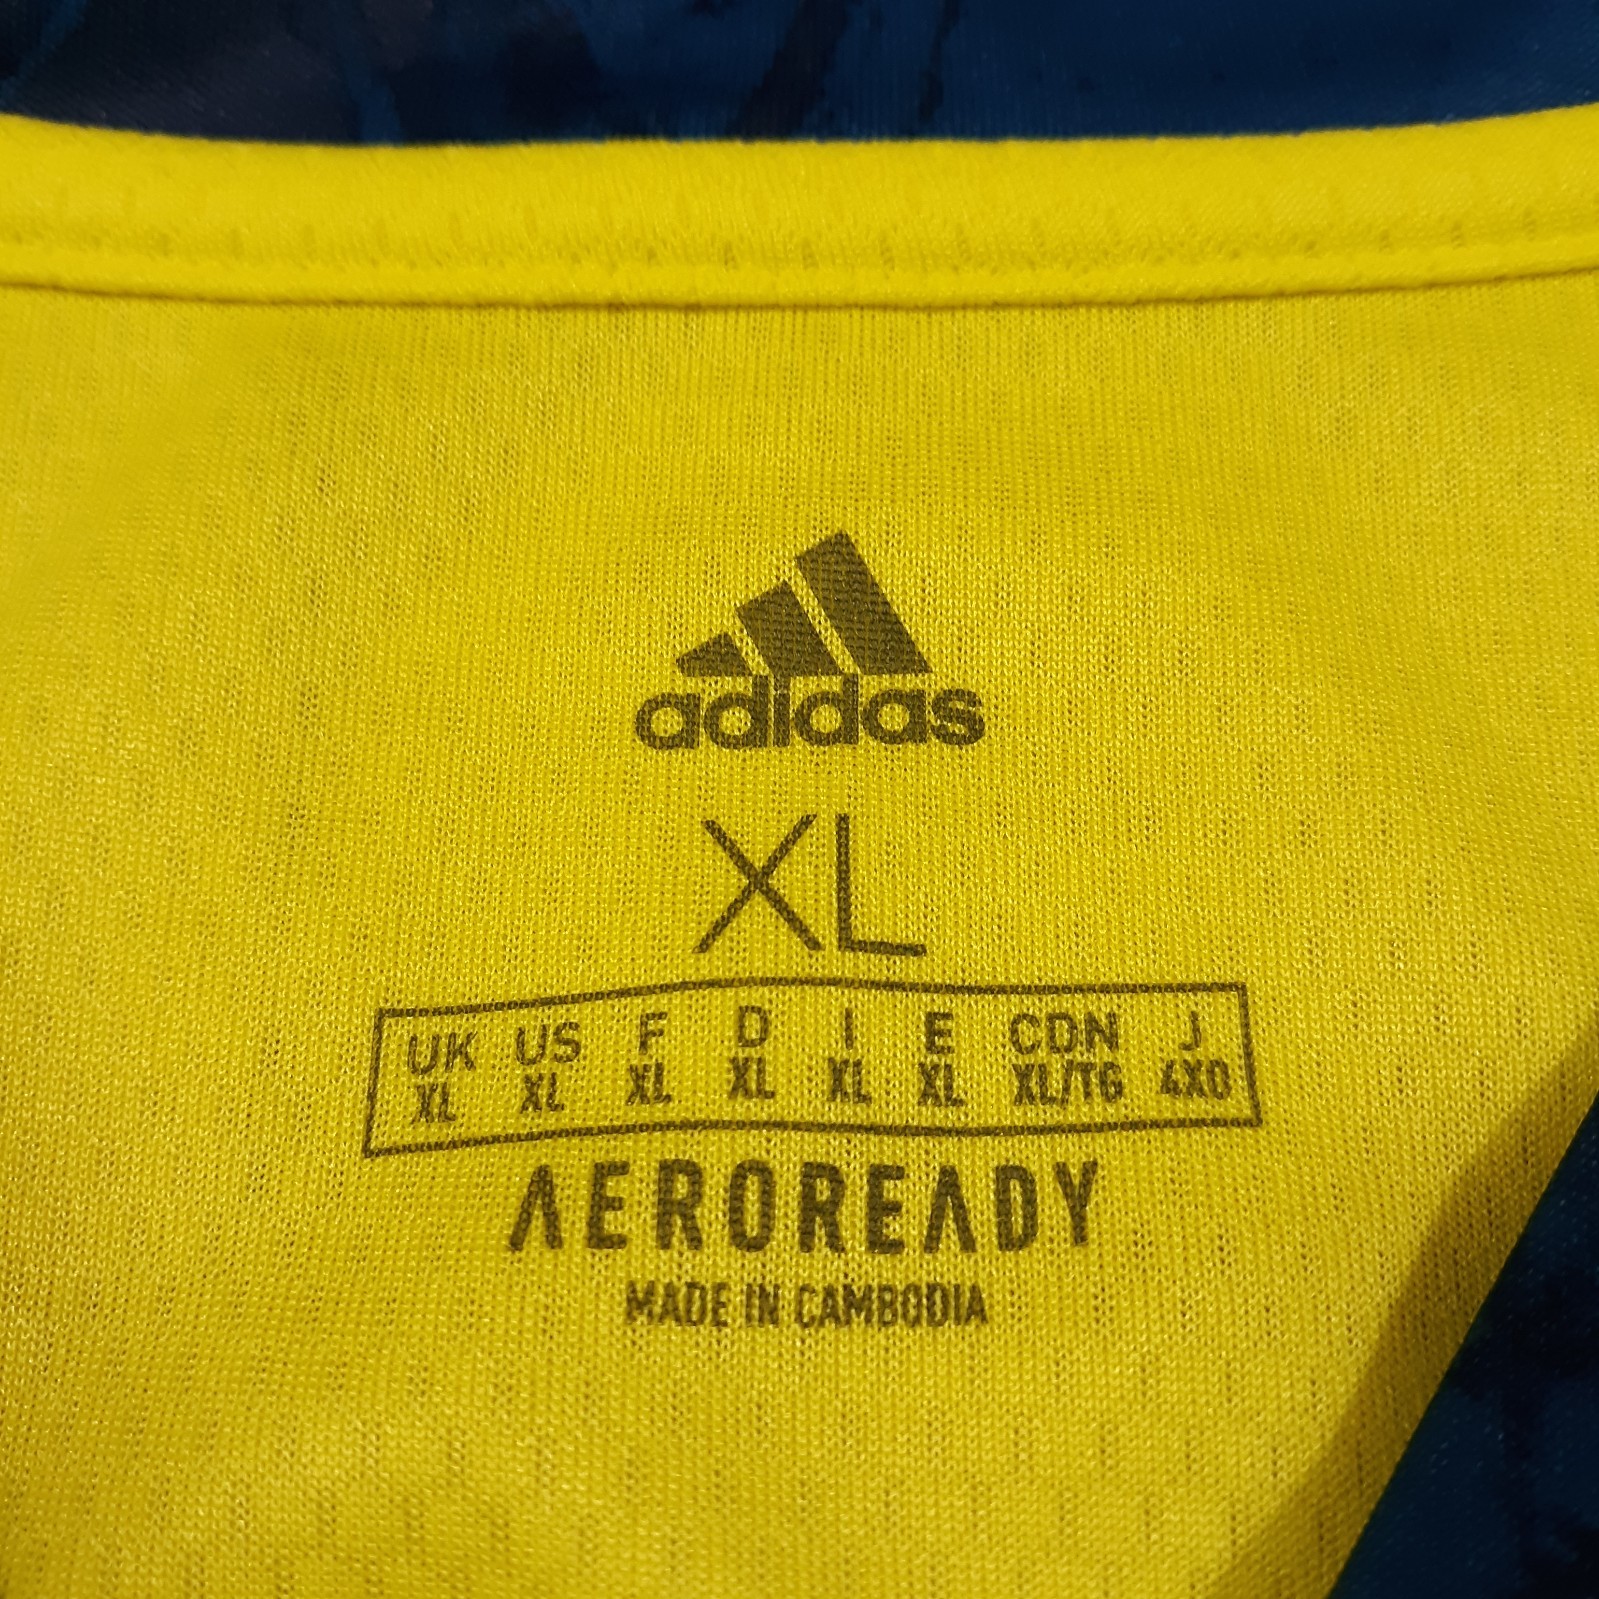 adidas
XL
UK US F D I E CDN J
XL XL XL XL XL XL XL/TG 4XO
AEROREADY
MADE IN CAMBODIA